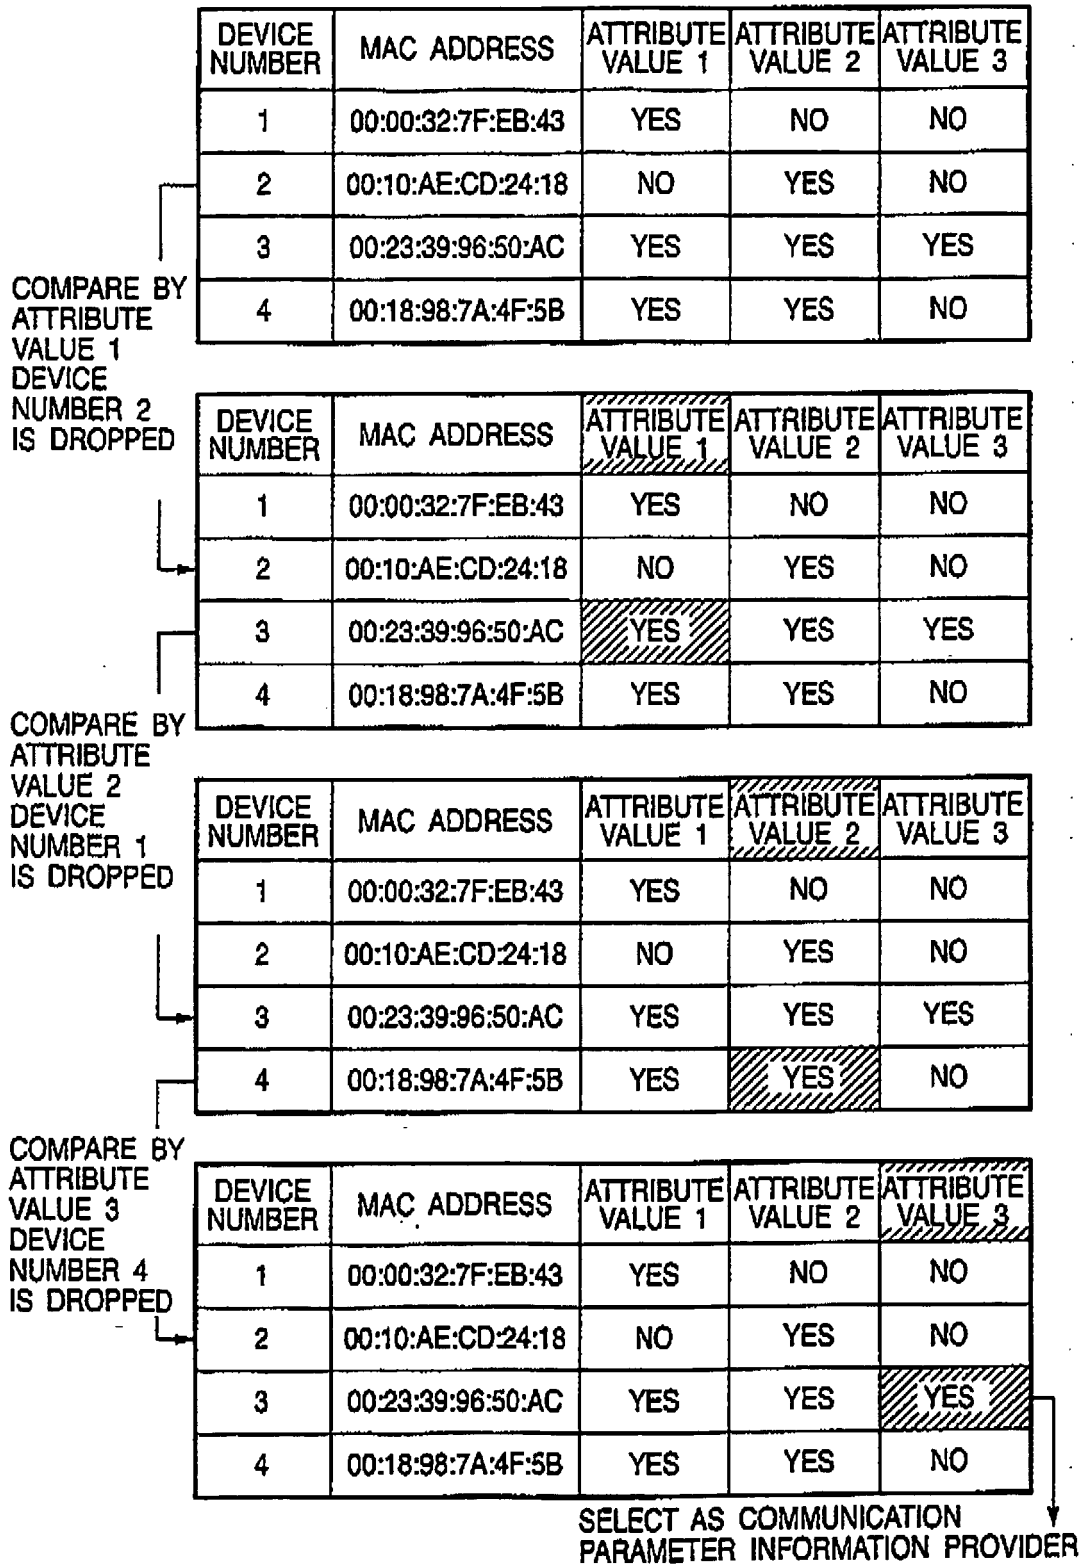 DEVICE NUMBER MAC ADDRESS ATTRIBUTE VALUE 1 ATTRIBUTE VALUE 2 ATTRIBUTE VALUE 3
1 00:00:32:7F:EB:43 YES NO NO
2 00:10:AE:CD:24:18 NO YES NO
3 00:23:39:96:50:AC YES YES YES
4 00:18:98:7A:4F:5B YES YES NO
COMPARE BY
ATTRIBUTE
VALUE 1
DEVICE
NUMBER 2
IS DROPPED
DEVICE NUMBER MAC ADDRESS ATTRIBUTE VALUE 1 ATTRIBUTE VALUE 2 ATTRIBUTE VALUE 3
1 00:00:32:7F:EB:43 YES NO NO
2 00:10:AE:CD:24:18 NO YES NO
3 00:23:39:96:50:AC YES YES YES
4 00:18:98:7A:4F:5B YES YES NO
COMPARE BY
ATTRIBUTE
VALUE 2
DEVICE
NUMBER 1
IS DROPPED
DEVICE NUMBER MAC ADDRESS ATTRIBUTE VALUE 1 ATTRIBUTE VALUE 2 ATTRIBUTE VALUE 3
1 00:00:32:7F:EB:43 YES NO NO
2 00:10:AE:CD:24:18 NO YES NO
3 00:23:39:96:50:AC YES YES YES
4 00:18:98:7A:4F:5B YES YES NO
COMPARE BY
ATTRIBUTE
VALUE 3
DEVICE
NUMBER 4
IS DROPPED
DEVICE NUMBER MAC ADDRESS ATTRIBUTE VALUE 1 ATTRIBUTE VALUE 2 ATTRIBUTE VALUE 3
1 00:00:32:7F:EB:43 YES NO NO
2 00:10:AE:CD:24:18 NO YES NO
3 00:23:39:96:50:AC YES YES YES
4 00:18:98:7A:4F:5B YES YES NO
SELECT AS COMMUNICATION
PARAMETER INFORMATION PROVIDER